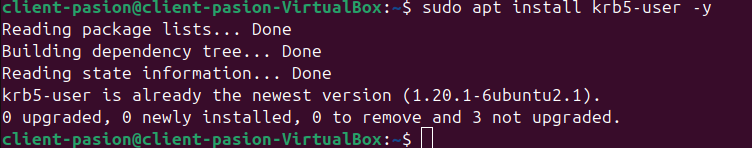 client-pasion@client-pasion-VirtualBox:~$ sudo apt install krb5-user -y
Reading package lists... Done
Building dependency tree... Done
Reading state information... Done
krb5-user is already the newest version (1.20.1-6ubuntu2.1).
0 upgraded, 0 newly installed, 0 to remove and 3 not upgraded.
client-pasion@client-pasion-VirtualBox:~$